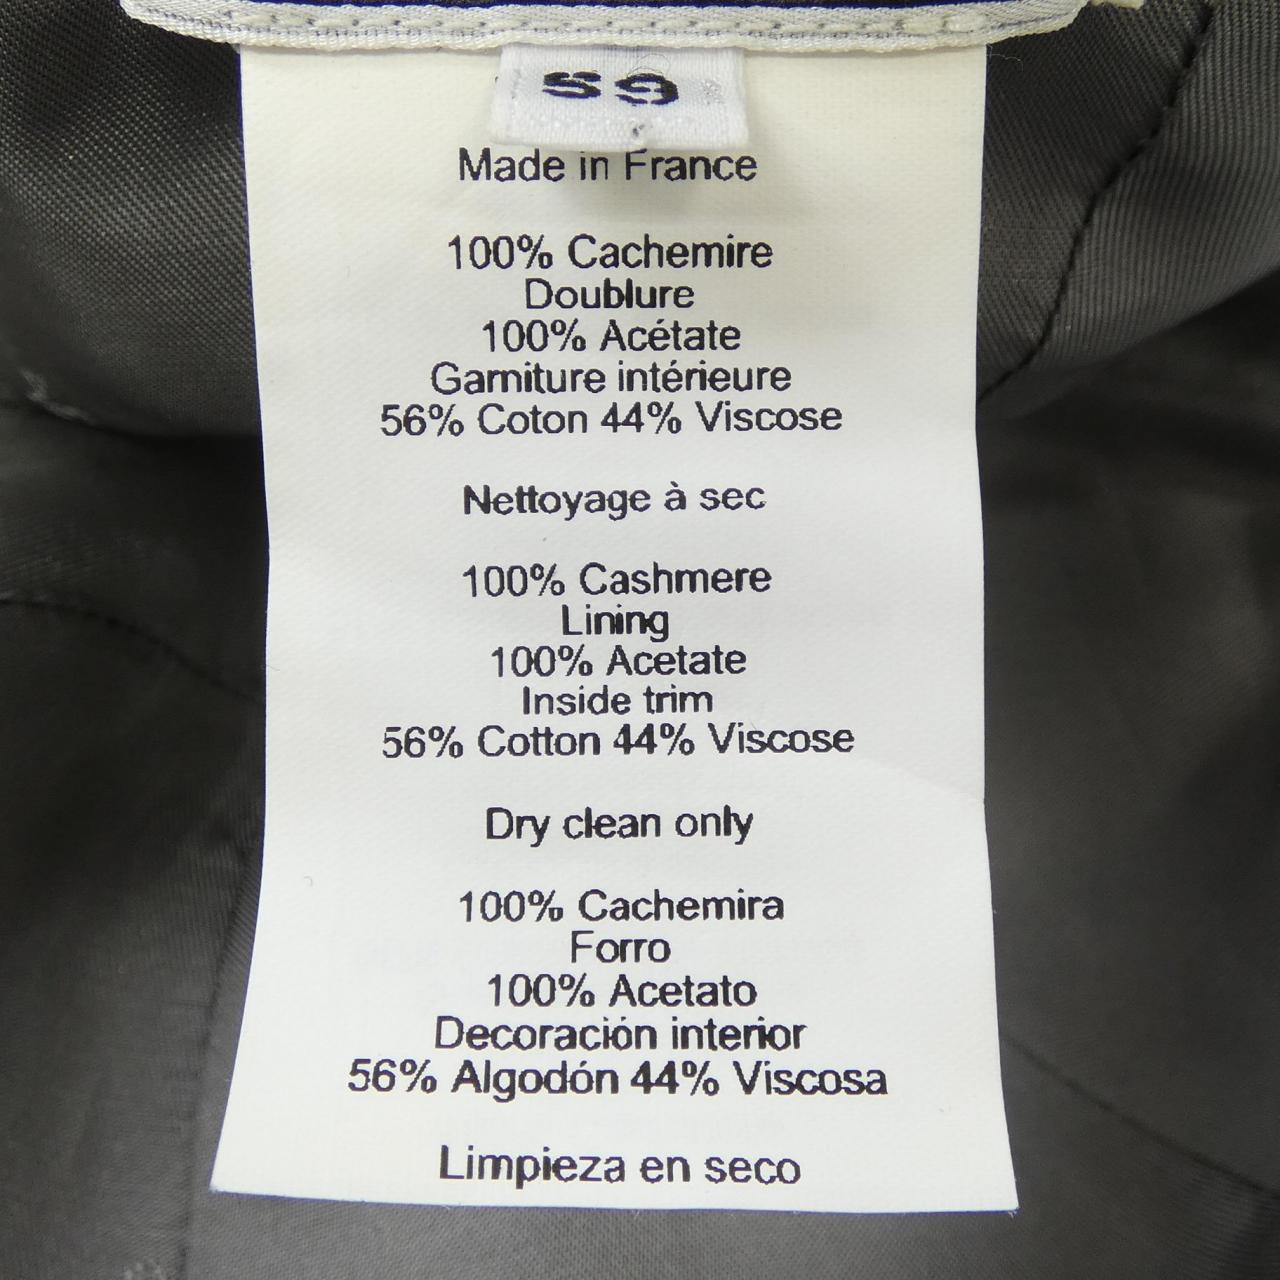 Made in France
100% Cachemire
Doublure
100% Acétate
Garniture intérieure
56% Coton 44% Viscose
Nettoyage à sec
100% Cashmere
Lining
100% Acetate
Inside trim
56% Cotton 44% Viscose
Dry clean only
100% Cachemira
Forro
100% Acetato
Decoración interior
56% Algodón 44% Viscosa
Limpieza en seco